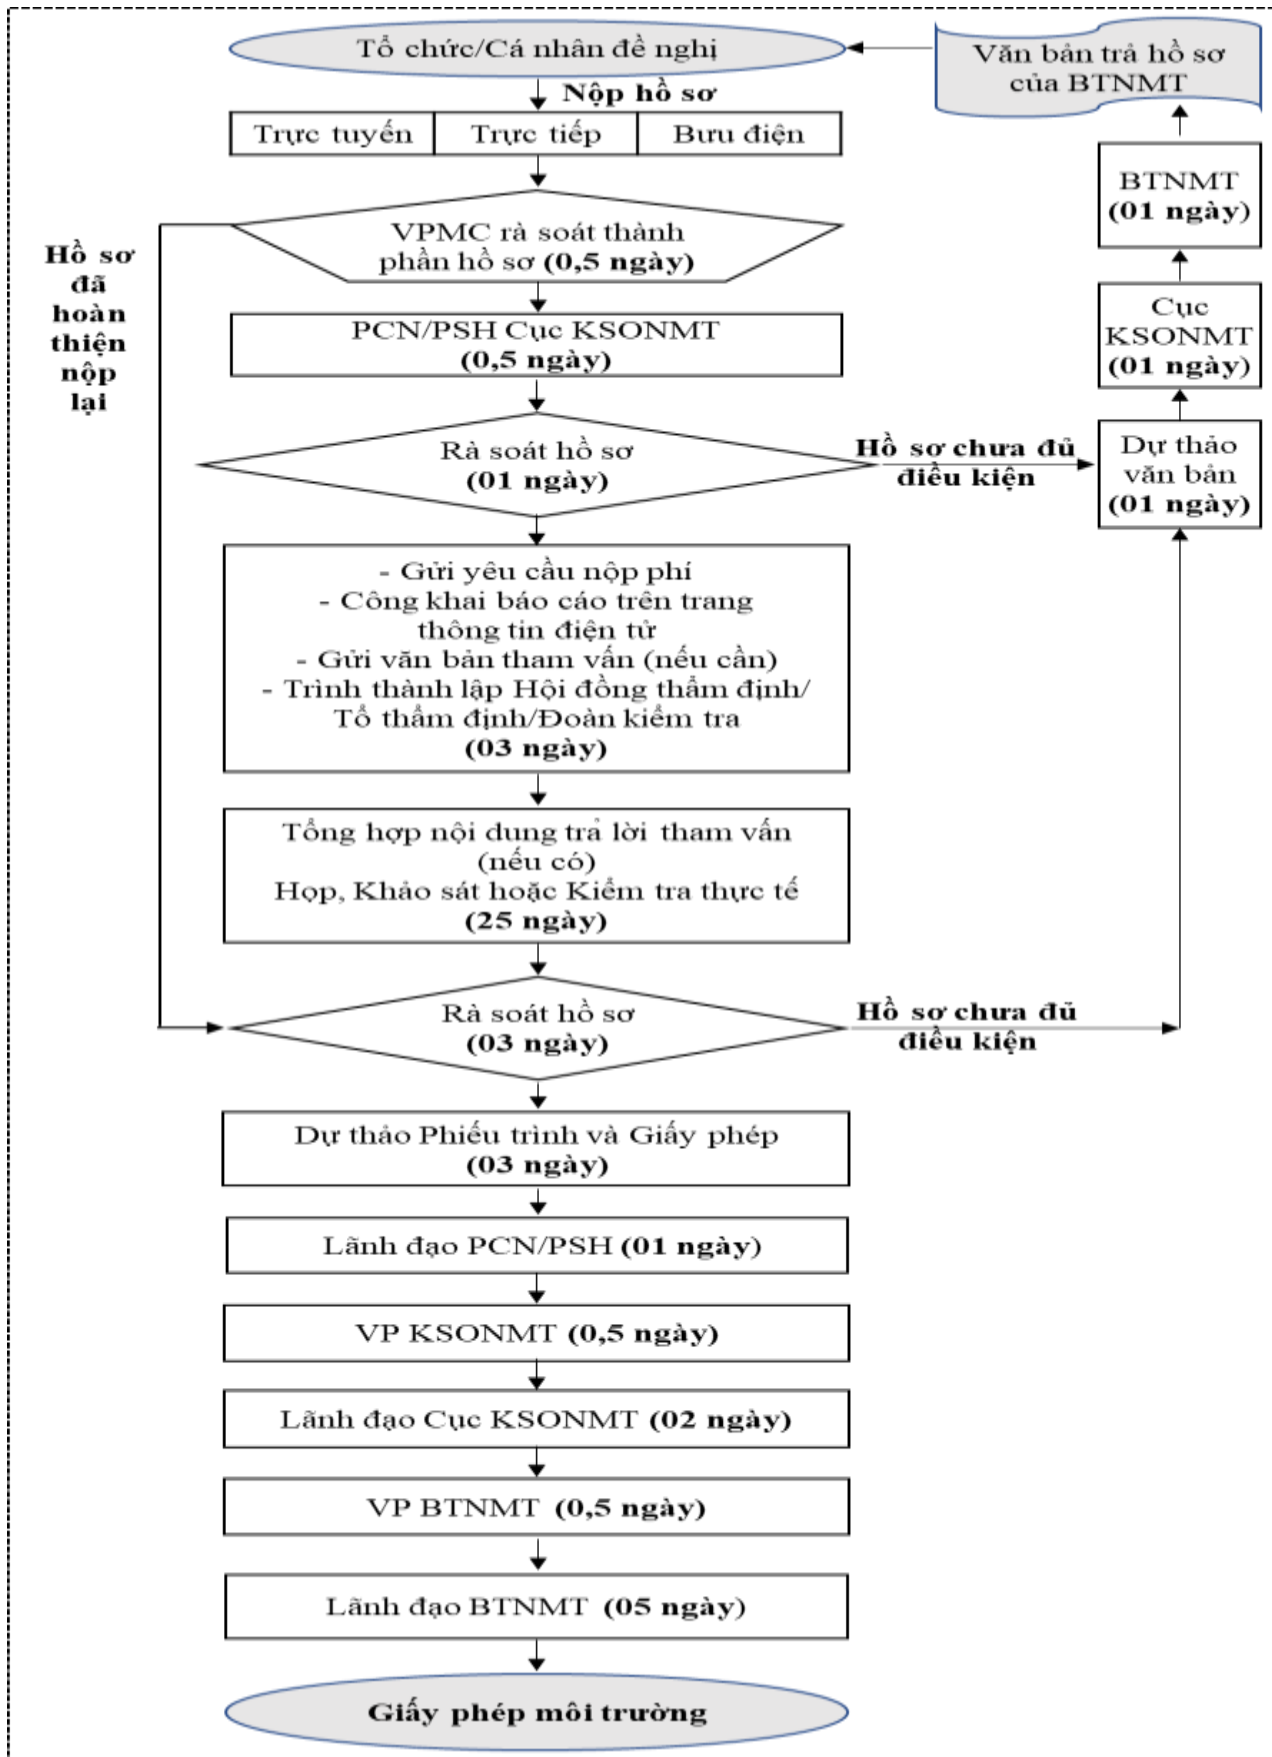 Tổ chức/Cá nhân đề nghị
Văn bản trả hồ sơ
của BTNMT
Nộp hồ sơ
Trực tuyến
Trực tiếp
Bưu điện
BTNMT
(01 ngày)
VPMC rà soát thành
phần hồ sơ (0,5 ngày)
Hồ sơ
đã
hoàn
thiện
nộp
lại
Cục
KSONMT
(01 ngày)
PCN/PSH Cục KSONMT
(0,5 ngày)
Rà soát hồ sơ
(01 ngày)
Hồ sơ chưa đủ
điều kiện
Dự thảo
văn bản
(01 ngày)
- Gửi yêu cầu nộp phí
- Công khai báo cáo trên trang
thông tin điện tử
- Gửi văn bản tham vấn (nếu cần)
- Trình thành lập Hội đồng thẩm định/
Tổ thẩm định/Đoàn kiểm tra
(03 ngày)
Tổng hợp nội dung trả lời tham vấn
(nếu có)
Họp, Khảo sát hoặc Kiểm tra thực tế
(25 ngày)
Rà soát hồ sơ
(03 ngày)
Hồ sơ chưa đủ
điều kiện
Dự thảo Phiếu trình và Giấy phép
(03 ngày)
Lãnh đạo PCN/PSH (01 ngày)
VP KSONMT (0,5 ngày)
Lãnh đạo Cục KSONMT (02 ngày)
VP BTNMT (0,5 ngày)
Lãnh đạo BTNMT (05 ngày)
Giấy phép môi trường